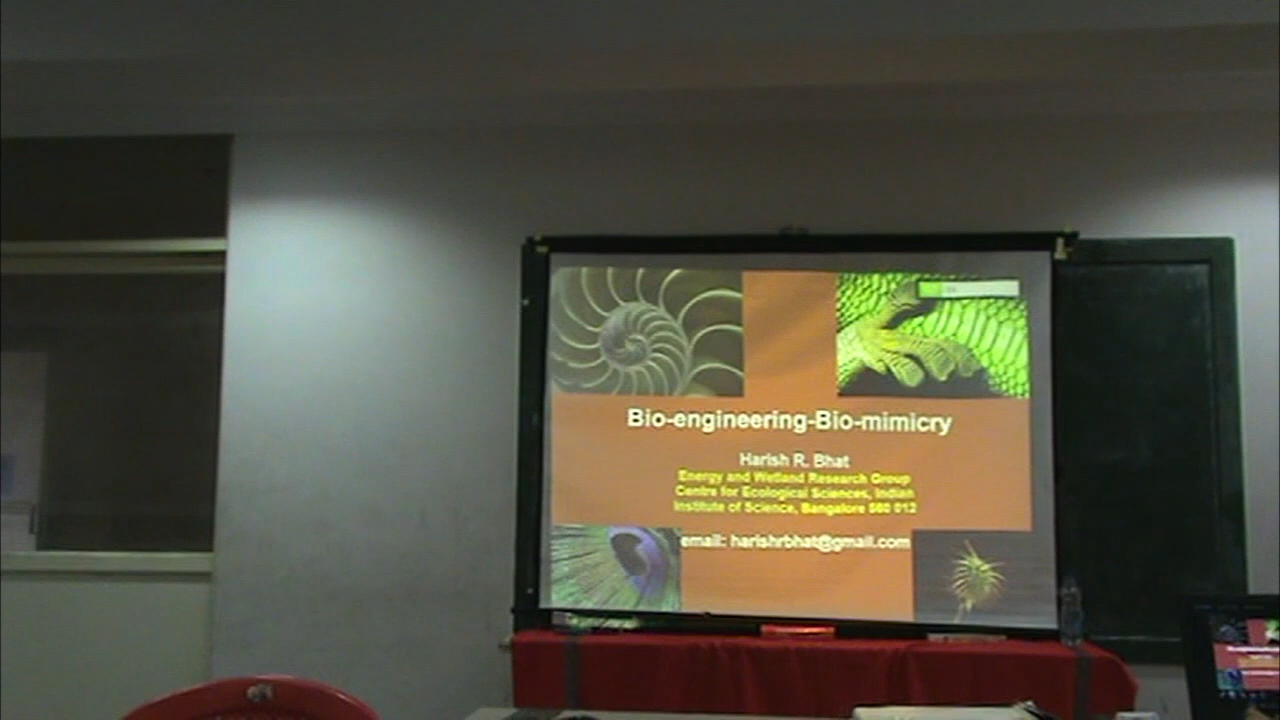 Bio-engineering-Bio-mimicry
Harish R. Bhat
Energy and Wetland Research Group
Centre for Ecological Sciences, Indian
Institute of Science, Bangalore 560 012
email: harishrbhat@gmail.com